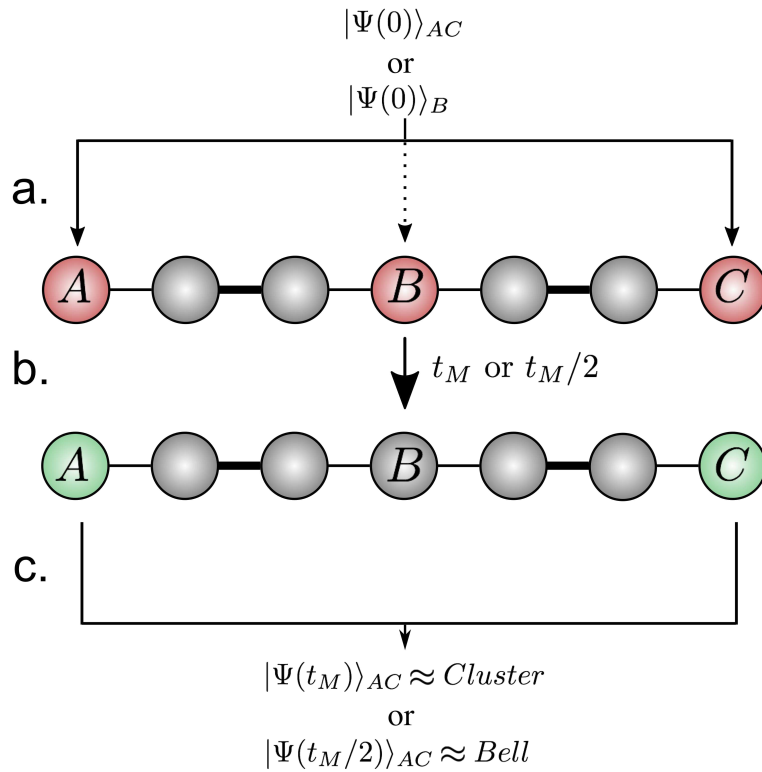 |Ψ(0)⟩_{AC}
or
|Ψ(0)⟩_B
a.
A B C
b.
t_M or t_M/2
A B C
c.
|Ψ(t_M)⟩_{AC} ≈ Cluster
or
|Ψ(t_M/2)⟩_{AC} ≈ Bell